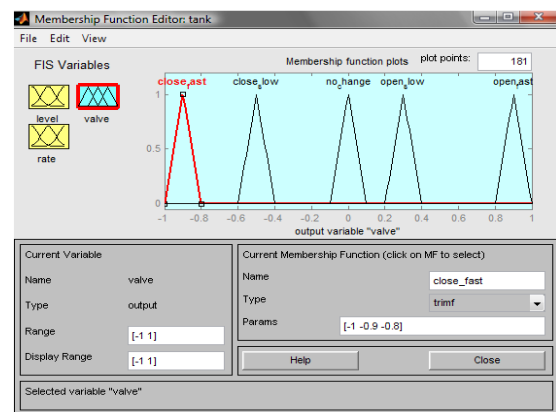 Membership Function Editor: tank
File Edit View
FIS Variables
level valve
rate
Membership function plots plot points: 181
close_fast close_slow no_change open_slow open_fast
1
0.5
0
-1 -0.8 -0.6 -0.4 -0.2 0 0.2 0.4 0.6 0.8 1
output variable "valve"
Current Variable
Name valve
Type output
Range [-1 1]
Display Range [-1 1]
Current Membership Function (click on MF to select)
Name close_fast
Type trimf
Params [-1 -0.9 -0.8]
Help Close
Selected variable "valve"